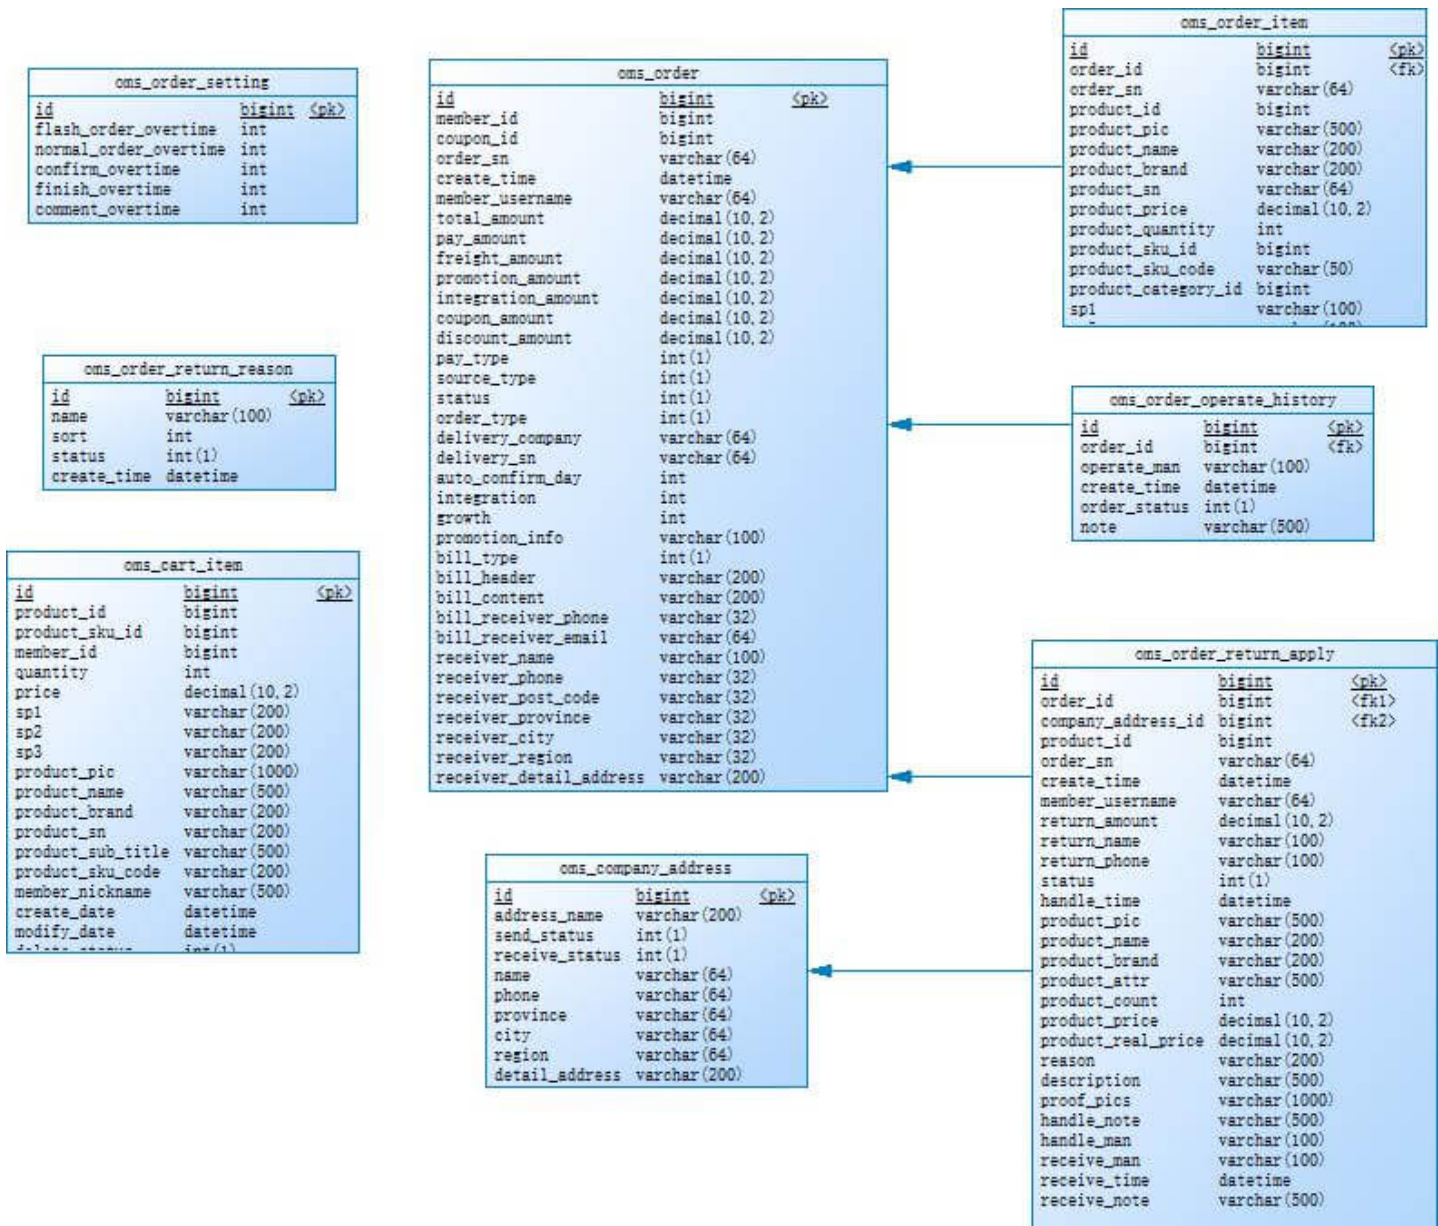 oms_order_setting
id bigint <pk>
flash_order_overtime int
normal_order_overtime int
confirm_overtime int
finish_overtime int
comment_overtime int
oms_order_return_reason
id bigint <pk>
name varchar(100)
sort int
status int(1)
create_time datetime
oms_cart_item
id bigint <pk>
product_id bigint
product_sku_id bigint
member_id bigint
quantity int
price decimal(10,2)
sp1 varchar(200)
sp2 varchar(200)
sp3 varchar(200)
product_pic varchar(1000)
product_name varchar(500)
product_brand varchar(200)
product_sn varchar(200)
product_sub_title varchar(500)
product_sku_code varchar(200)
member_nickname varchar(500)
create_date datetime
modify_date datetime
delete_status int(1)
oms_order
id bigint <pk>
member_id bigint
coupon_id bigint
order_sn varchar(64)
create_time datetime
member_username varchar(64)
total_amount decimal(10,2)
pay_amount decimal(10,2)
freight_amount decimal(10,2)
promotion_amount decimal(10,2)
integration_amount decimal(10,2)
coupon_amount decimal(10,2)
discount_amount decimal(10,2)
pay_type int(1)
source_type int(1)
status int(1)
order_type int(1)
delivery_company varchar(64)
delivery_sn varchar(64)
auto_confirm_day int
integration int
growth int
promotion_info varchar(100)
bill_type int(1)
bill_header varchar(200)
bill_content varchar(200)
bill_receiver_phone varchar(32)
bill_receiver_email varchar(64)
receiver_name varchar(100)
receiver_phone varchar(32)
receiver_post_code varchar(32)
receiver_province varchar(32)
receiver_city varchar(32)
receiver_region varchar(32)
receiver_detail_address varchar(200)
oms_company_address
id bigint <pk>
address_name varchar(200)
send_status int(1)
receive_status int(1)
name varchar(64)
phone varchar(64)
province varchar(64)
city varchar(64)
region varchar(64)
detail_address varchar(200)
oms_order_item
id bigint <pk>
order_id bigint <fk>
order_sn varchar(64)
product_id bigint
product_pic varchar(500)
product_name varchar(200)
product_brand varchar(200)
product_sn varchar(64)
product_price decimal(10,2)
product_quantity int
product_sku_id bigint
product_sku_code varchar(50)
product_category_id bigint
sp1 varchar(100)
oms_order_operate_history
id bigint <pk>
order_id bigint <fk>
operate_man varchar(100)
create_time datetime
order_status int(1)
note varchar(500)
oms_order_return_apply
id bigint <pk>
order_id bigint <fk1>
company_address_id bigint <fk2>
product_id bigint
order_sn varchar(64)
create_time datetime
member_username varchar(64)
return_amount decimal(10,2)
return_name varchar(100)
return_phone varchar(100)
status int(1)
handle_time datetime
product_pic varchar(500)
product_name varchar(200)
product_brand varchar(200)
product_attr varchar(500)
product_count int
product_price decimal(10,2)
product_real_price decimal(10,2)
reason varchar(200)
description varchar(500)
proof_pics varchar(1000)
handle_note varchar(500)
handle_man varchar(100)
receive_man varchar(100)
receive_time datetime
receive_note varchar(500)